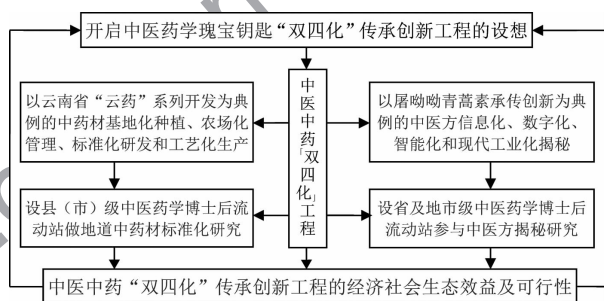 开启中医药学瑰宝钥匙“双四化”传承创新工程的设想
以云南省“云药”系列开发为典
例的中药材基地化种植、农场化
管理、标准化研发和工艺化生产
中医中药「双四化」工程
以屠呦呦青蒿素承传创新为典
例的中医方信息化、数字化、
智能化和现代工业化揭秘
设县（市）级中医药学博士后流
动站做地道中药材标准化研究
设省及地市级中医药学博士后
流动站参与中医方揭秘研究
中医中药“双四化”传承创新工程的经济社会生态效益及可行性